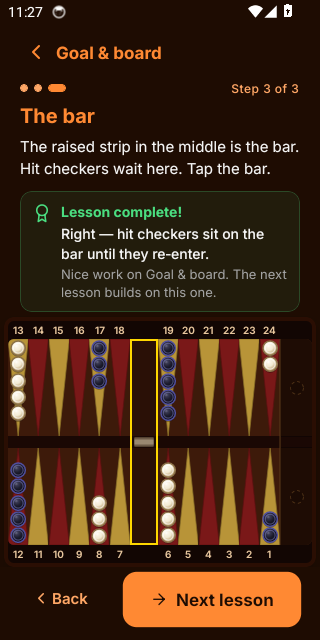 11:27
Goal & board
Step 3 of 3
The bar
The raised strip in the middle is the bar.
Hit checkers wait here. Tap the bar.
Lesson complete!
Right — hit checkers sit on the
bar until they re-enter.
Nice work on Goal & board. The next
lesson builds on this one.
13 14 15 16 17 18 19 20 21 22 23 24
12 11 10 9 8 7 6 5 4 3 2 1
Back
Next lesson